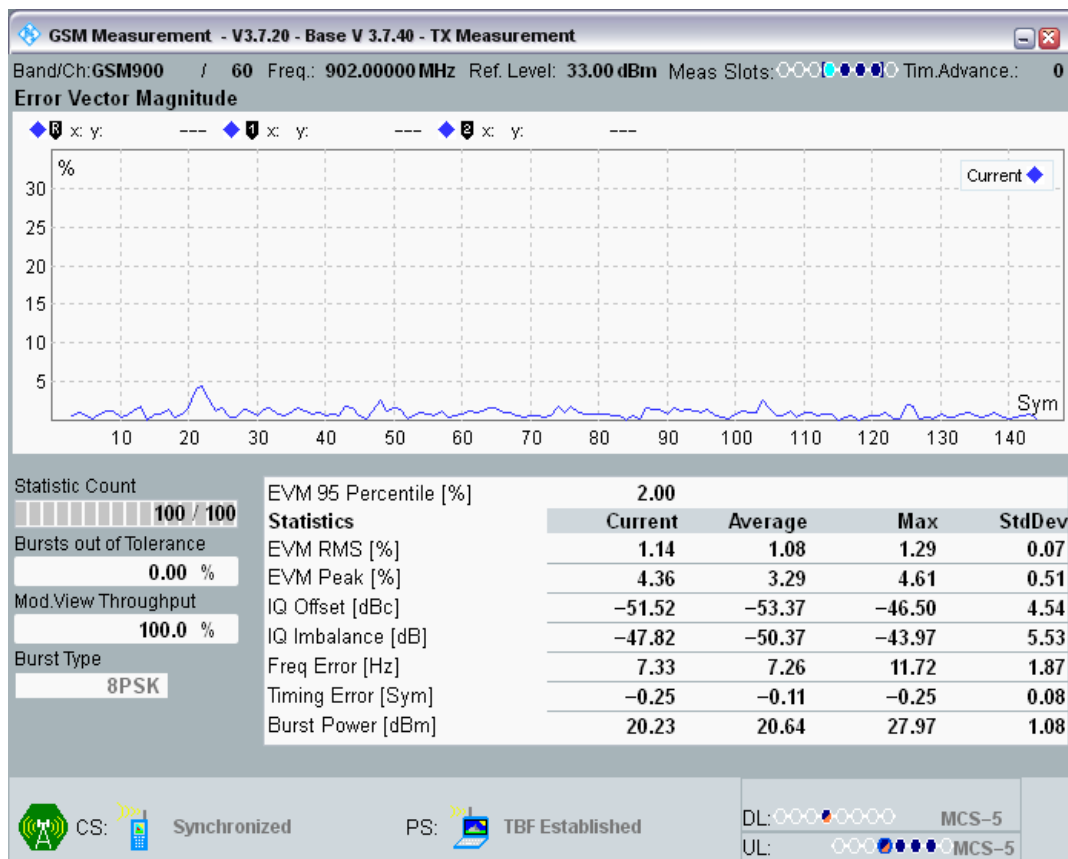 GSM Measurement - V3.7.20 - Base V 3.7.40 - TX Measurement
Band/Ch:GSM900 / 60 Freq.: 902.00000 MHz Ref. Level: 33.00 dBm Meas Slots: Tim.Advance.: 0
Error Vector Magnitude
R x: y: --- 1 x: y: --- 2 x: y: ---
%
Current
30
25
20
15
10
5
Sym
10 20 30 40 50 60 70 80 90 100 110 120 130 140
Statistic Count
100 / 100
Bursts out of Tolerance
0.00 %
Mod.View Throughput
100.0 %
Burst Type
8PSK
EVM 95 Percentile [%] 2.00
Statistics Current Average Max StdDev
EVM RMS [%] 1.14 1.08 1.29 0.07
EVM Peak [%] 4.36 3.29 4.61 0.51
IQ Offset [dBc] −51.52 −53.37 −46.50 4.54
IQ Imbalance [dB] −47.82 −50.37 −43.97 5.53
Freq Error [Hz] 7.33 7.26 11.72 1.87
Timing Error [Sym] −0.25 −0.11 −0.25 0.08
Burst Power [dBm] 20.23 20.64 27.97 1.08
CS: Synchronized PS: TBF Established
DL: MCS−5
UL: MCS−5